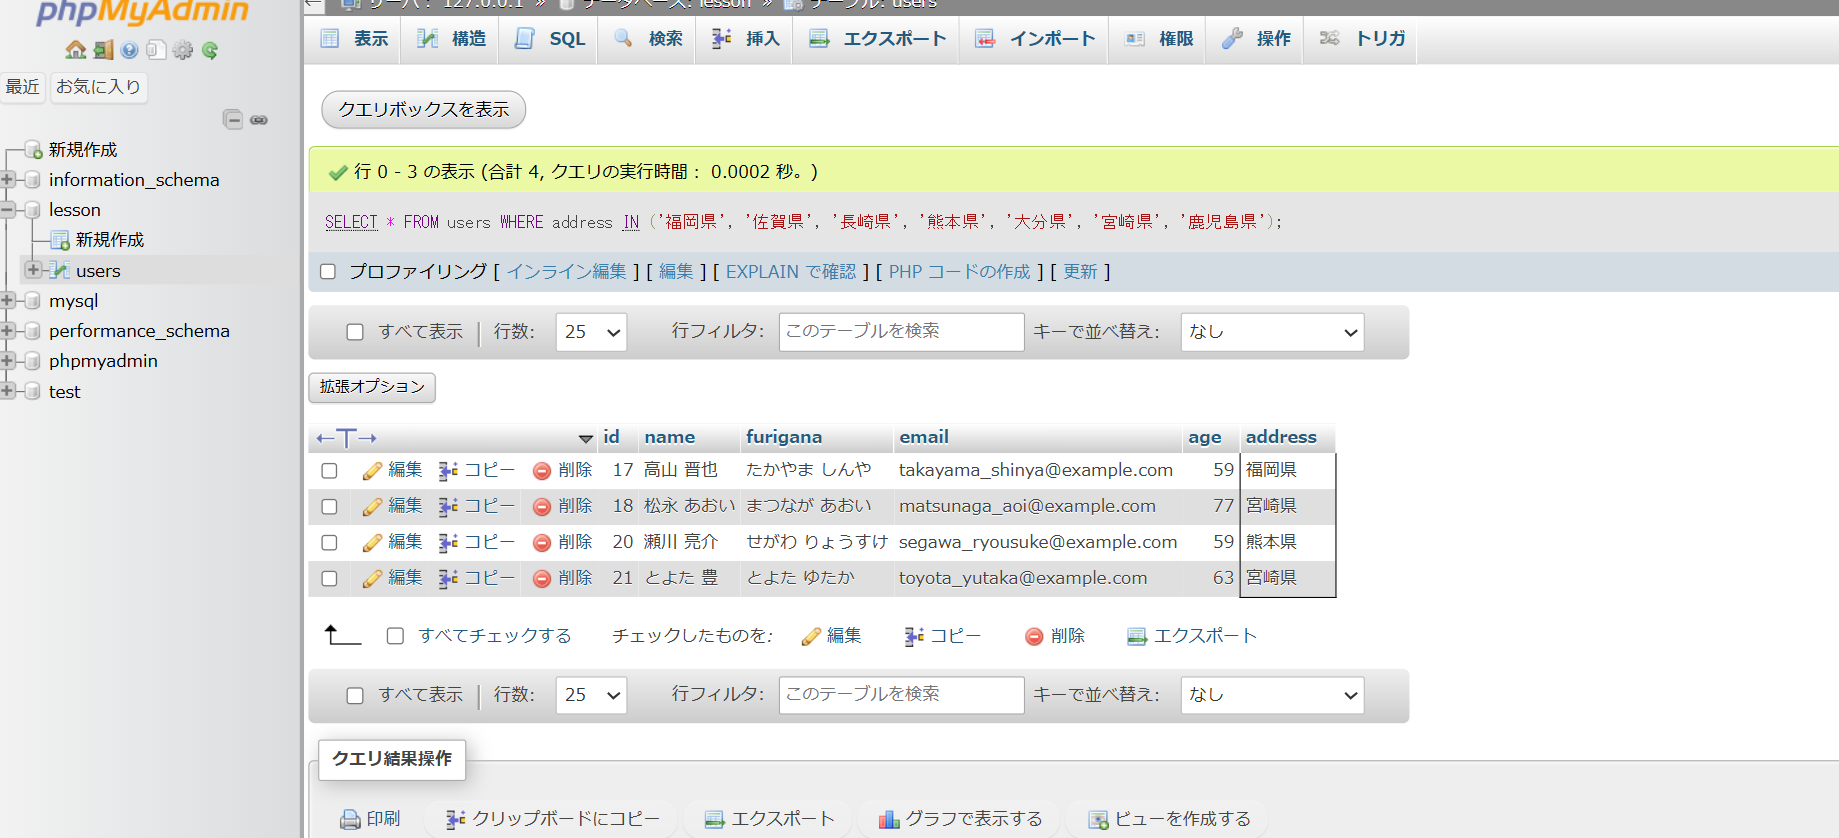 phpMyAdmin
最近 お気に入り
新規作成
information_schema
lesson
新規作成
users
mysql
performance_schema
phpmyadmin
test
サーバ: 127.0.0.1 » データベース: lesson » テーブル: users
表示 構造 SQL 検索 挿入 エクスポート インポート 権限 操作 トリガ
クエリボックスを表示
行 0 - 3 の表示 (合計 4, クエリの実行時間： 0.0002 秒。)
SELECT * FROM users WHERE address IN ('福岡県', '佐賀県', '長崎県', '熊本県', '大分県', '宮崎県', '鹿児島県');
プロファイリング [ インライン編集 ] [ 編集 ] [ EXPLAIN で確認 ] [ PHP コードの作成 ] [ 更新 ]
すべて表示 行数: 25 行フィルタ: このテーブルを検索 キーで並べ替え: なし
拡張オプション
id name furigana email age address
編集 コピー 削除 17 高山 晋也 たかやま しんや takayama_shinya@example.com 59 福岡県
編集 コピー 削除 18 松永 あおい まつなが あおい matsunaga_aoi@example.com 77 宮崎県
編集 コピー 削除 20 瀬川 亮介 せがわ りょうすけ segawa_ryousuke@example.com 59 熊本県
編集 コピー 削除 21 とよた 豊 とよた ゆたか toyota_yutaka@example.com 63 宮崎県
すべてチェックする チェックしたものを: 編集 コピー 削除 エクスポート
すべて表示 行数: 25 行フィルタ: このテーブルを検索 キーで並べ替え: なし
クエリ結果操作
印刷 クリップボードにコピー エクスポート グラフで表示する ビューを作成する